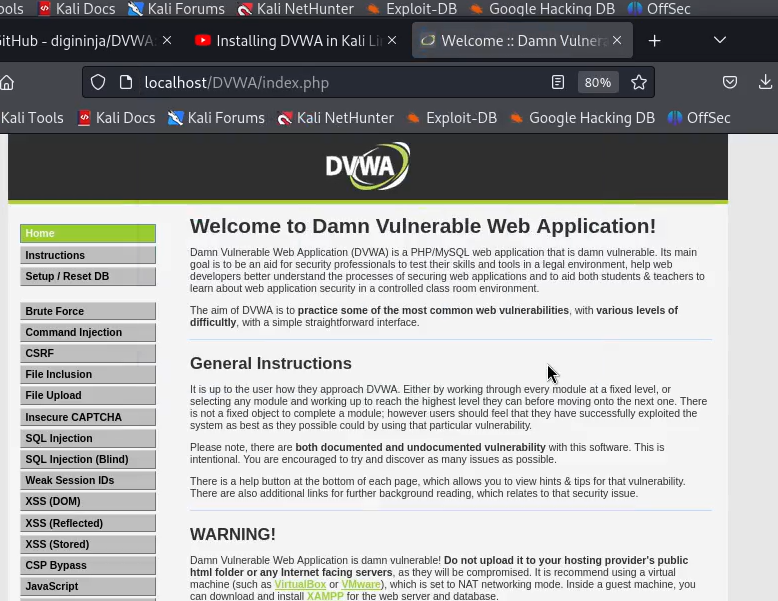 ools Kali Docs Kali Forums Kali NetHunter Exploit-DB Google Hacking DB OffSec
GitHub - digininja/DVWA: Installing DVWA in Kali Li Welcome :: Damn Vulnera
localhost/DVWA/index.php 80%
Kali Tools Kali Docs Kali Forums Kali NetHunter Exploit-DB Google Hacking DB OffSec
DVWA
Home
Instructions
Setup / Reset DB
Brute Force
Command Injection
CSRF
File Inclusion
File Upload
Insecure CAPTCHA
SQL Injection
SQL Injection (Blind)
Weak Session IDs
XSS (DOM)
XSS (Reflected)
XSS (Stored)
CSP Bypass
JavaScript
Welcome to Damn Vulnerable Web Application!
Damn Vulnerable Web Application (DVWA) is a PHP/MySQL web application that is damn vulnerable. Its main
goal is to be an aid for security professionals to test their skills and tools in a legal environment, help web
developers better understand the processes of securing web applications and to aid both students & teachers to
learn about web application security in a controlled class room environment.
The aim of DVWA is to practice some of the most common web vulnerabilities, with various levels of
difficultly, with a simple straightforward interface.
General Instructions
It is up to the user how they approach DVWA. Either by working through every module at a fixed level, or
selecting any module and working up to reach the highest level they can before moving onto the next one. There
is not a fixed object to complete a module; however users should feel that they have successfully exploited the
system as best as they possible could by using that particular vulnerability.
Please note, there are both documented and undocumented vulnerability with this software. This is
intentional. You are encouraged to try and discover as many issues as possible.
There is a help button at the bottom of each page, which allows you to view hints & tips for that vulnerability.
There are also additional links for further background reading, which relates to that security issue.
WARNING!
Damn Vulnerable Web Application is damn vulnerable! Do not upload it to your hosting provider's public
html folder or any Internet facing servers, as they will be compromised. It is recommend using a virtual
machine (such as VirtualBox or VMware), which is set to NAT networking mode. Inside a guest machine, you
can download and install XAMPP for the web server and database.